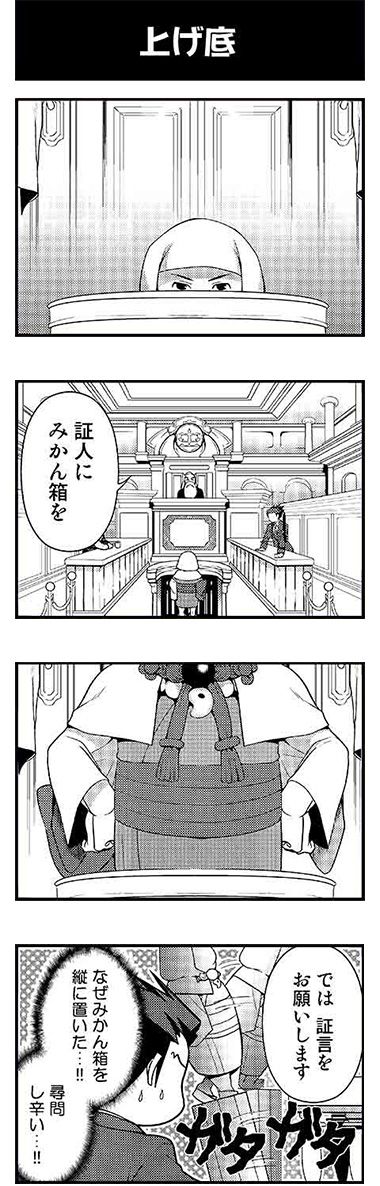 上げ底
証人に
みかん箱を
では 証言を
お願いします
なぜみかん箱を
縦に置いた…!!
尋問
し辛い…!!
ガタ
ガタ